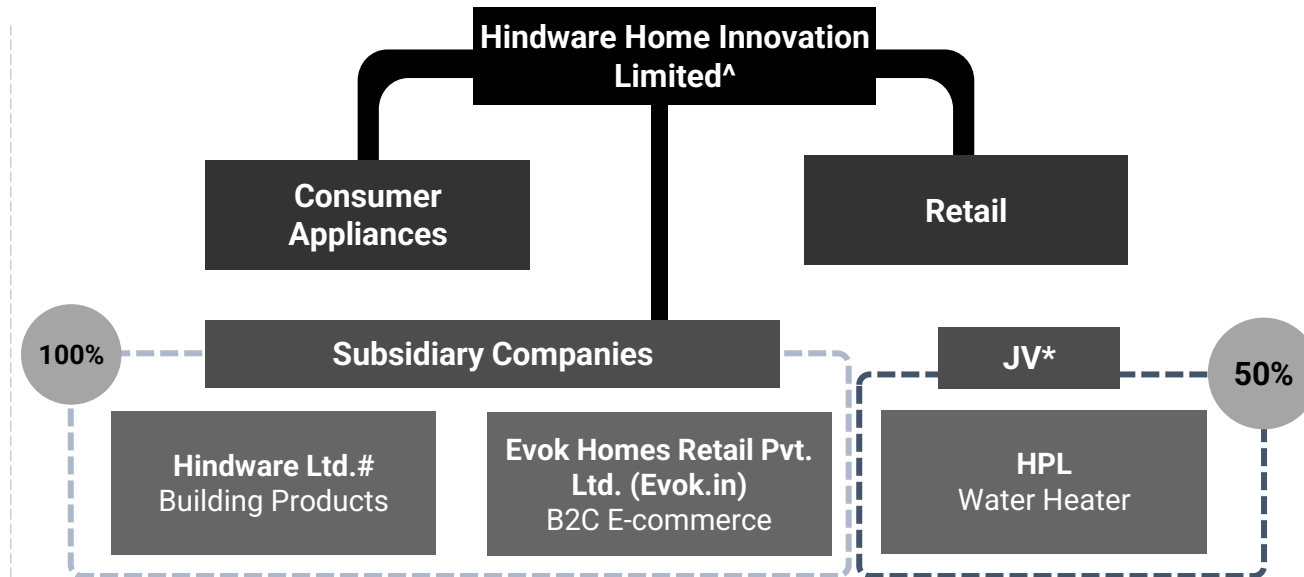 Hindware Home Innovation
Limited^
Consumer
Appliances
Retail
100%
Subsidiary Companies
JV*
50%
Hindware Ltd.#
Building Products
Evok Homes Retail Pvt.
Ltd. (Evok.in)
B2C E-commerce
HPL
Water Heater